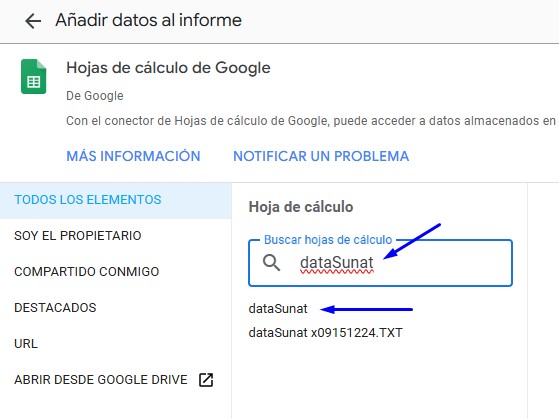 Añadir datos al informe
Hojas de cálculo de Google
De Google
Con el conector de Hojas de cálculo de Google, puede acceder a datos almacenados en
MÁS INFORMACIÓN NOTIFICAR UN PROBLEMA
TODOS LOS ELEMENTOS
SOY EL PROPIETARIO
COMPARTIDO CONMIGO
DESTACADOS
URL
ABRIR DESDE GOOGLE DRIVE
Hoja de cálculo
Buscar hojas de cálculo
dataSunat
dataSunat
dataSunat x09151224.TXT